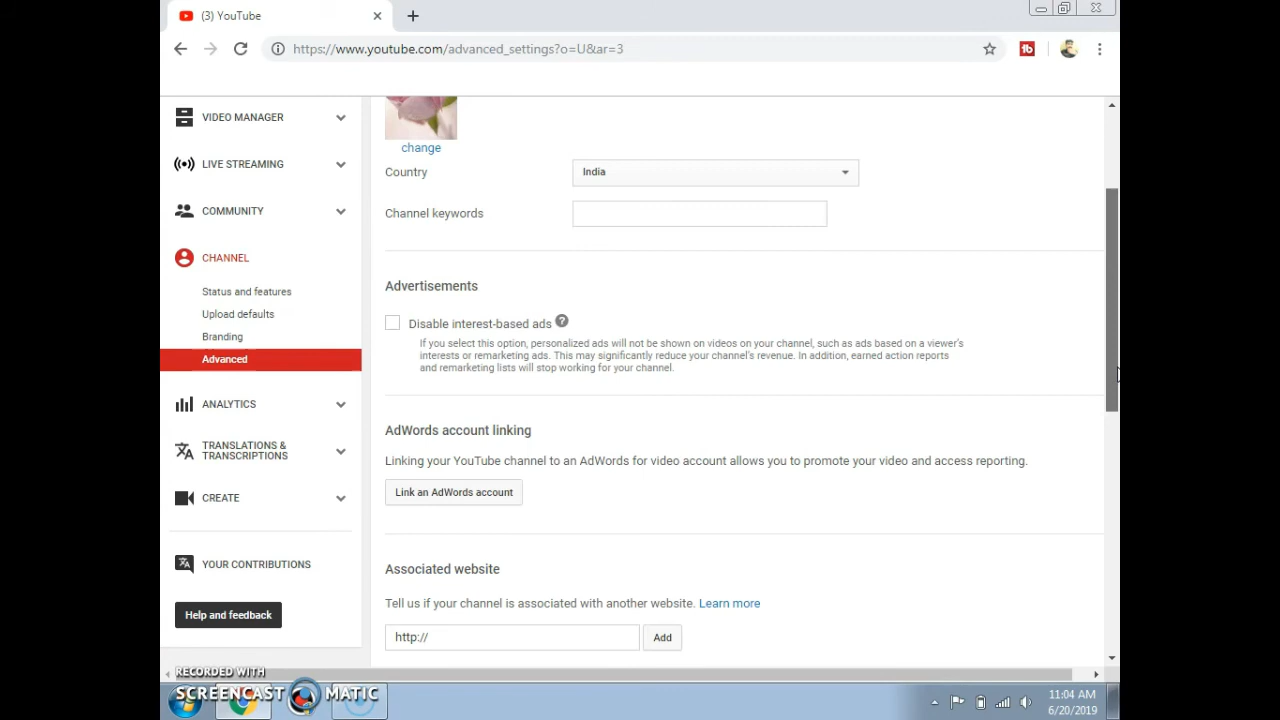 (3) YouTube
https://www.youtube.com/advanced_settings?o=U&ar=3
tb
VIDEO MANAGER
LIVE STREAMING
COMMUNITY
CHANNEL
Status and features
Upload defaults
Branding
Advanced
ANALYTICS
TRANSLATIONS &
TRANSCRIPTIONS
CREATE
YOUR CONTRIBUTIONS
Help and feedback
change
Country India
Channel keywords
Advertisements
Disable interest-based ads ?
If you select this option, personalized ads will not be shown on videos on your channel, such as ads based on a viewer's
interests or remarketing ads. This may significantly reduce your channel's revenue. In addition, earned action reports
and remarketing lists will stop working for your channel.
AdWords account linking
Linking your YouTube channel to an AdWords for video account allows you to promote your video and access reporting.
Link an AdWords account
Associated website
Tell us if your channel is associated with another website. Learn more
http:// Add
RECORDED WITH
SCREENCAST MATIC
11:04 AM
6/20/2019